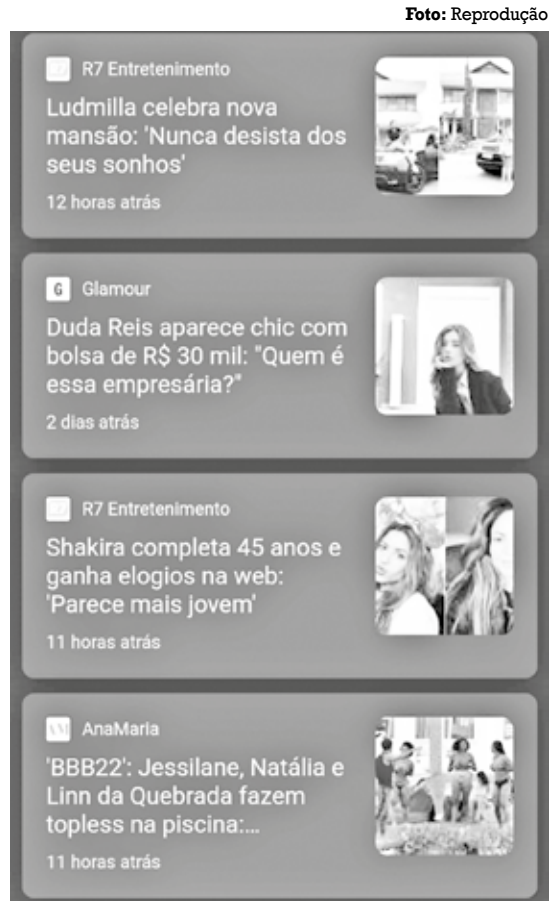 Foto: Reprodução
R7 Entretenimento
Ludmilla celebra nova
mansão: 'Nunca desista dos
seus sonhos'
12 horas atrás
G Glamour
Duda Reis aparece chic com
bolsa de R$ 30 mil: "Quem é
essa empresária?"
2 dias atrás
R7 Entretenimento
Shakira completa 45 anos e
ganha elogios na web:
'Parece mais jovem'
11 horas atrás
AnaMaria
'BBB22': Jessilane, Natália e
Linn da Quebrada fazem
topless na piscina:...
11 horas atrás